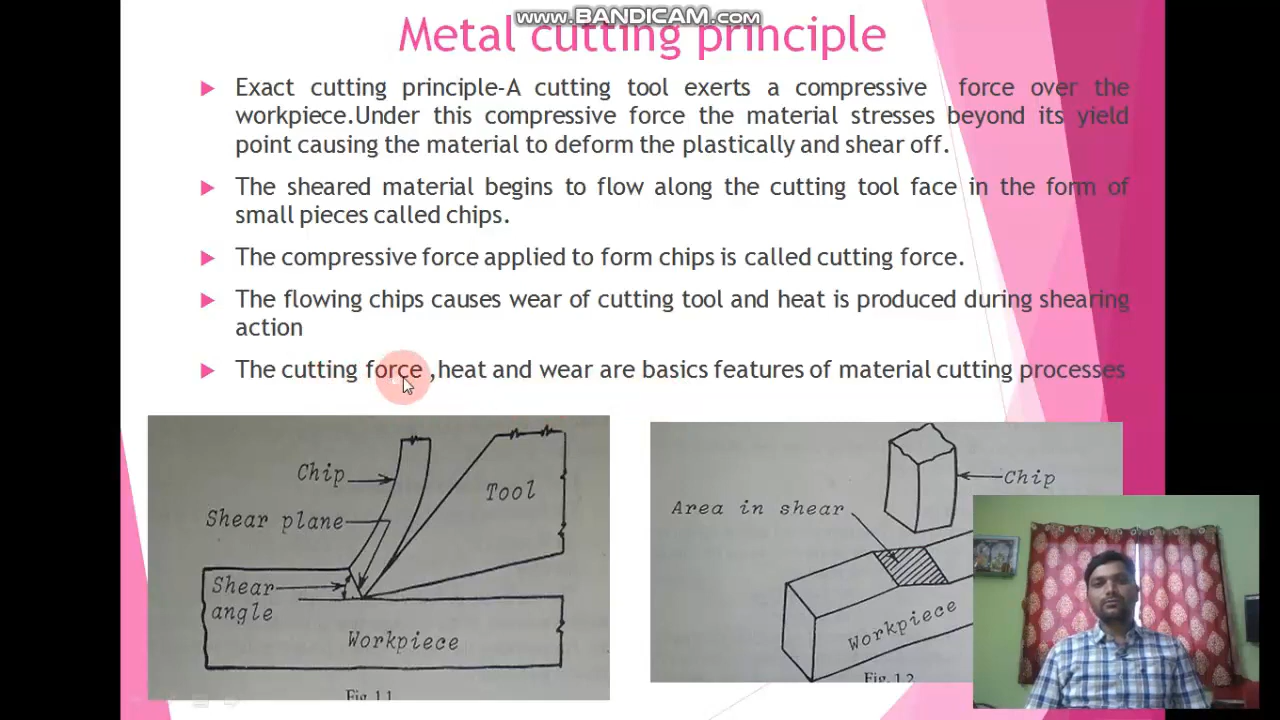 www.BANDICAM.com
Metal cutting principle
Exact cutting principle-A cutting tool exerts a compressive force over the
workpiece.Under this compressive force the material stresses beyond its yield
point causing the material to deform the plastically and shear off.
The sheared material begins to flow along the cutting tool face in the form of
small pieces called chips.
The compressive force applied to form chips is called cutting force.
The flowing chips causes wear of cutting tool and heat is produced during shearing
action
The cutting force ,heat and wear are basics features of material cutting processes
Chip
Tool
Shear plane
Shear
angle
Workpiece
Fig 1.1
Chip
Area in shear
Workpiece
Fig. 1.2